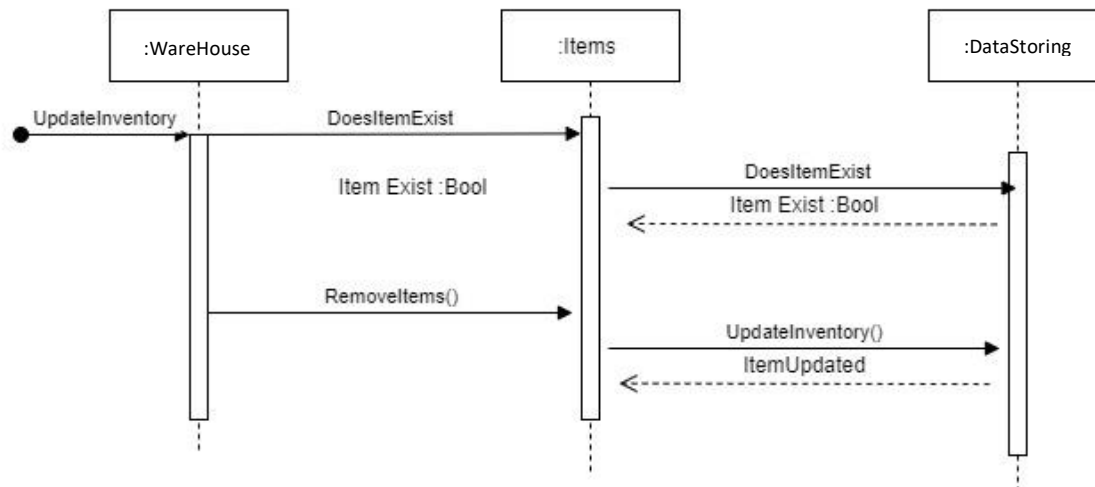 :WareHouse
:Items
:DataStoring
UpdateInventory
DoesItemExist
DoesItemExist
Item Exist :Bool
Item Exist :Bool
RemoveItems()
UpdateInventory()
ItemUpdated